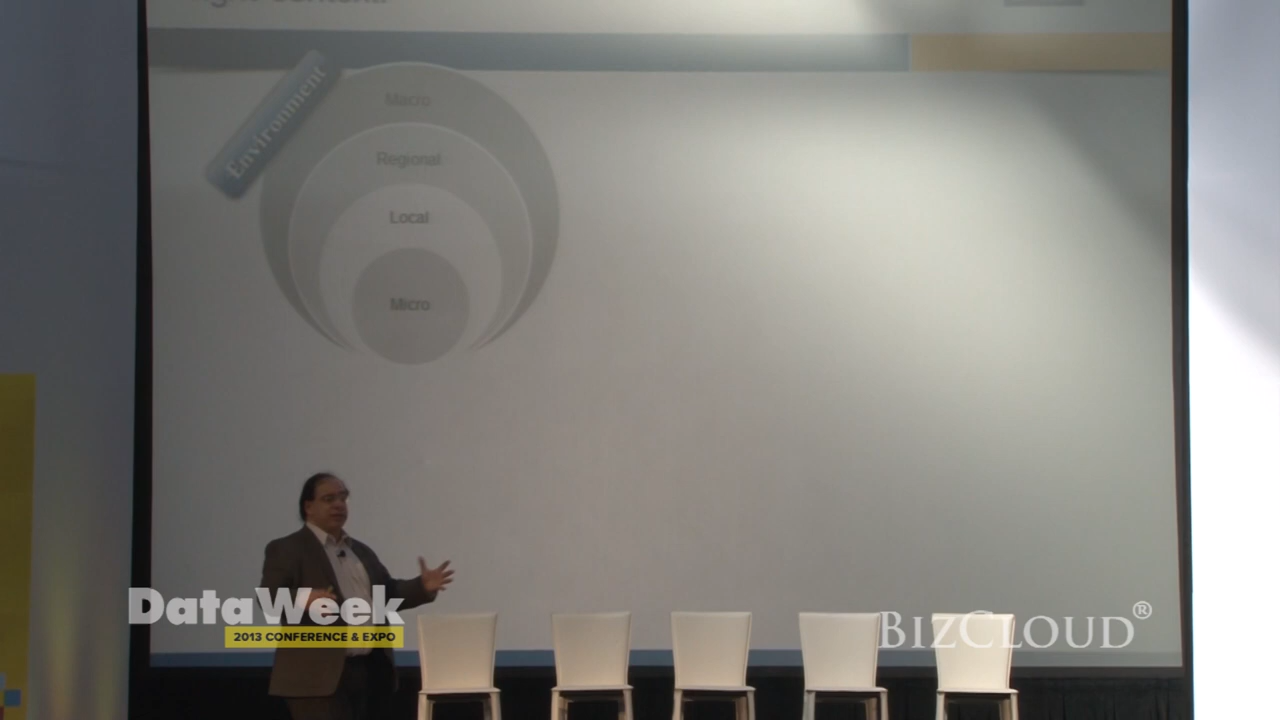 Environment
Macro
Regional
Local
Micro
DataWeek
2013 CONFERENCE & EXPO
BIZCLOUD®